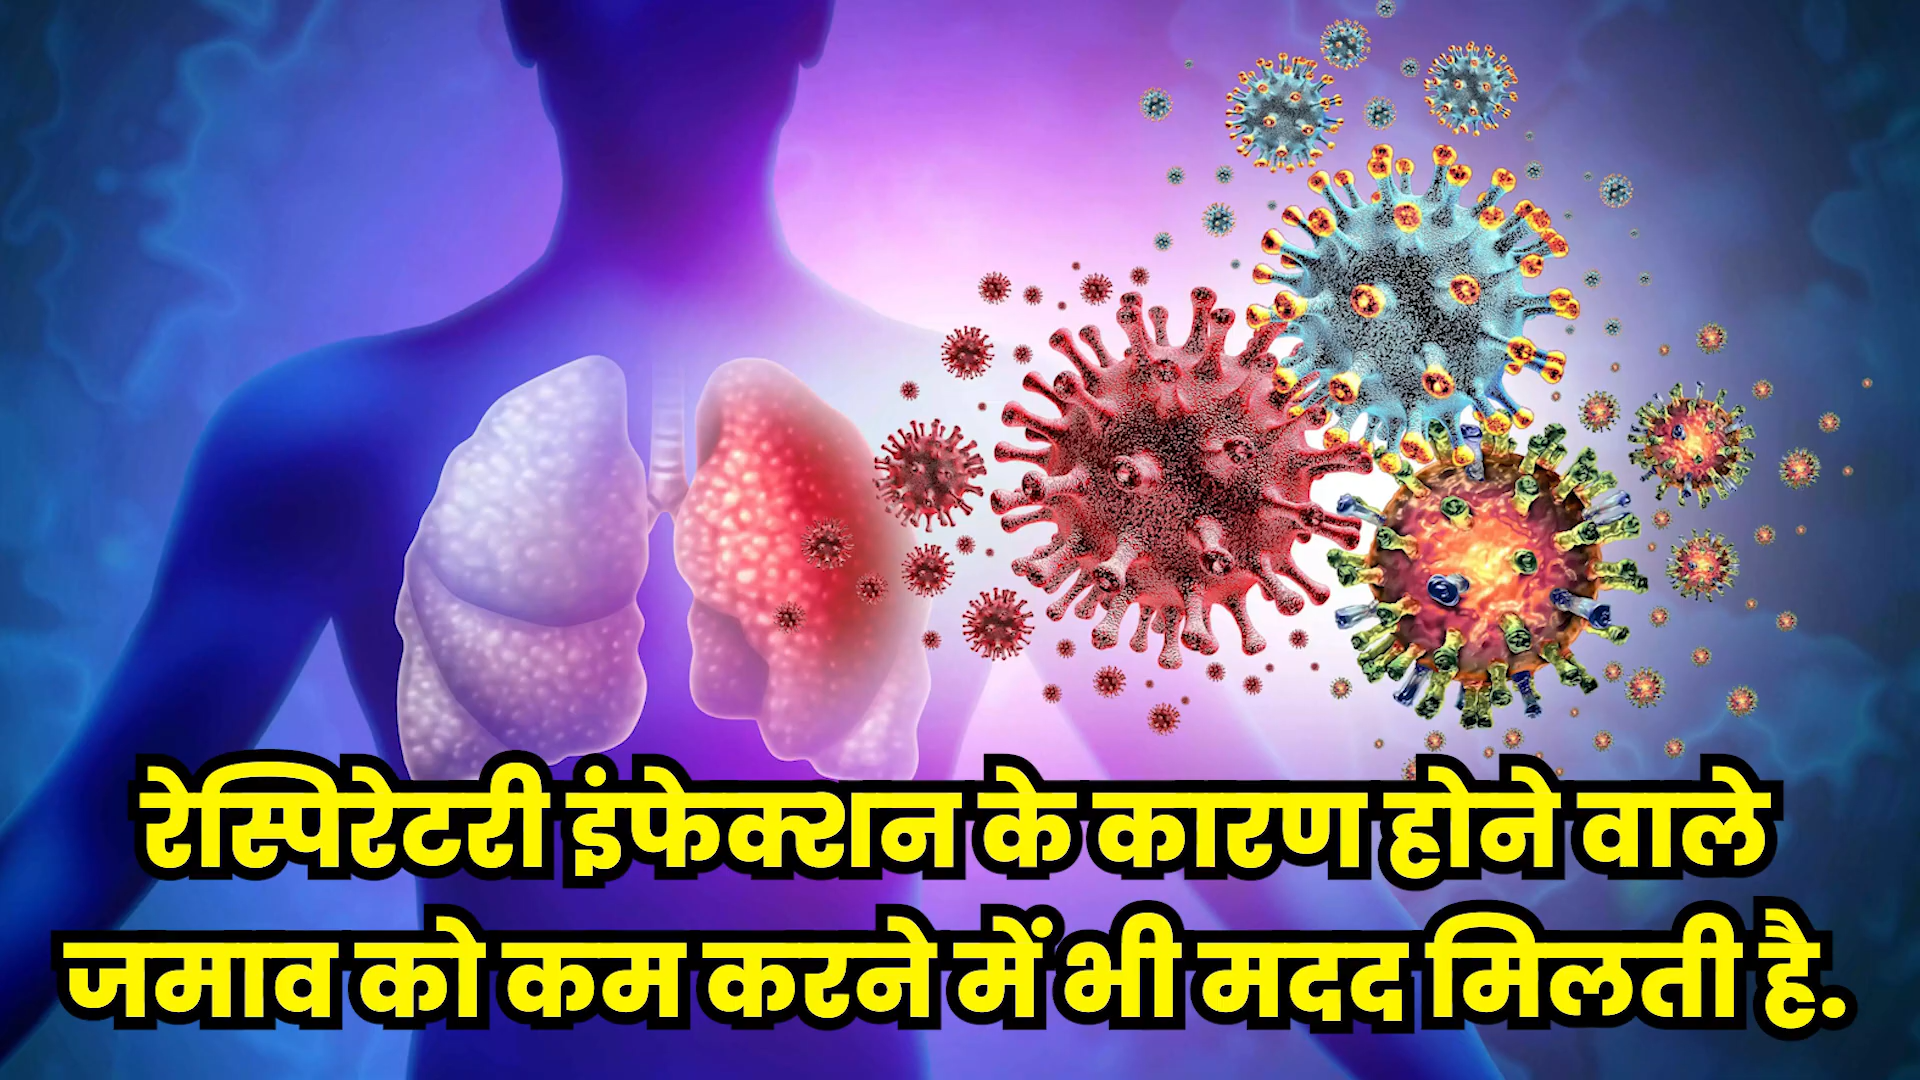 रेस्पिरेटरी इंफेक्शन के कारण होने वाले
जमाव को कम करने में भी मदद मिलती है.